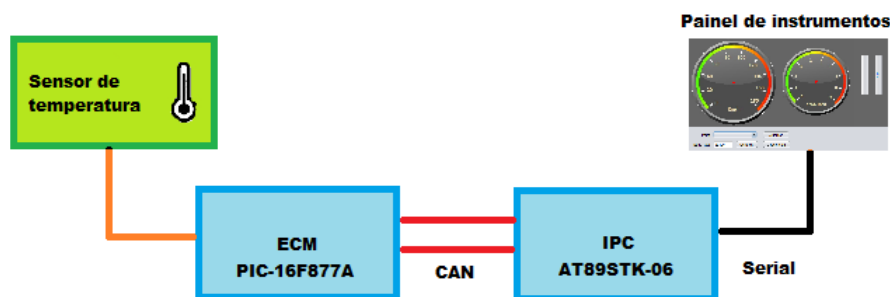 Painel de instrumentos
Sensor de
temperatura
ECM
PIC-16F877A
CAN
IPC
AT89STK-06
Serial